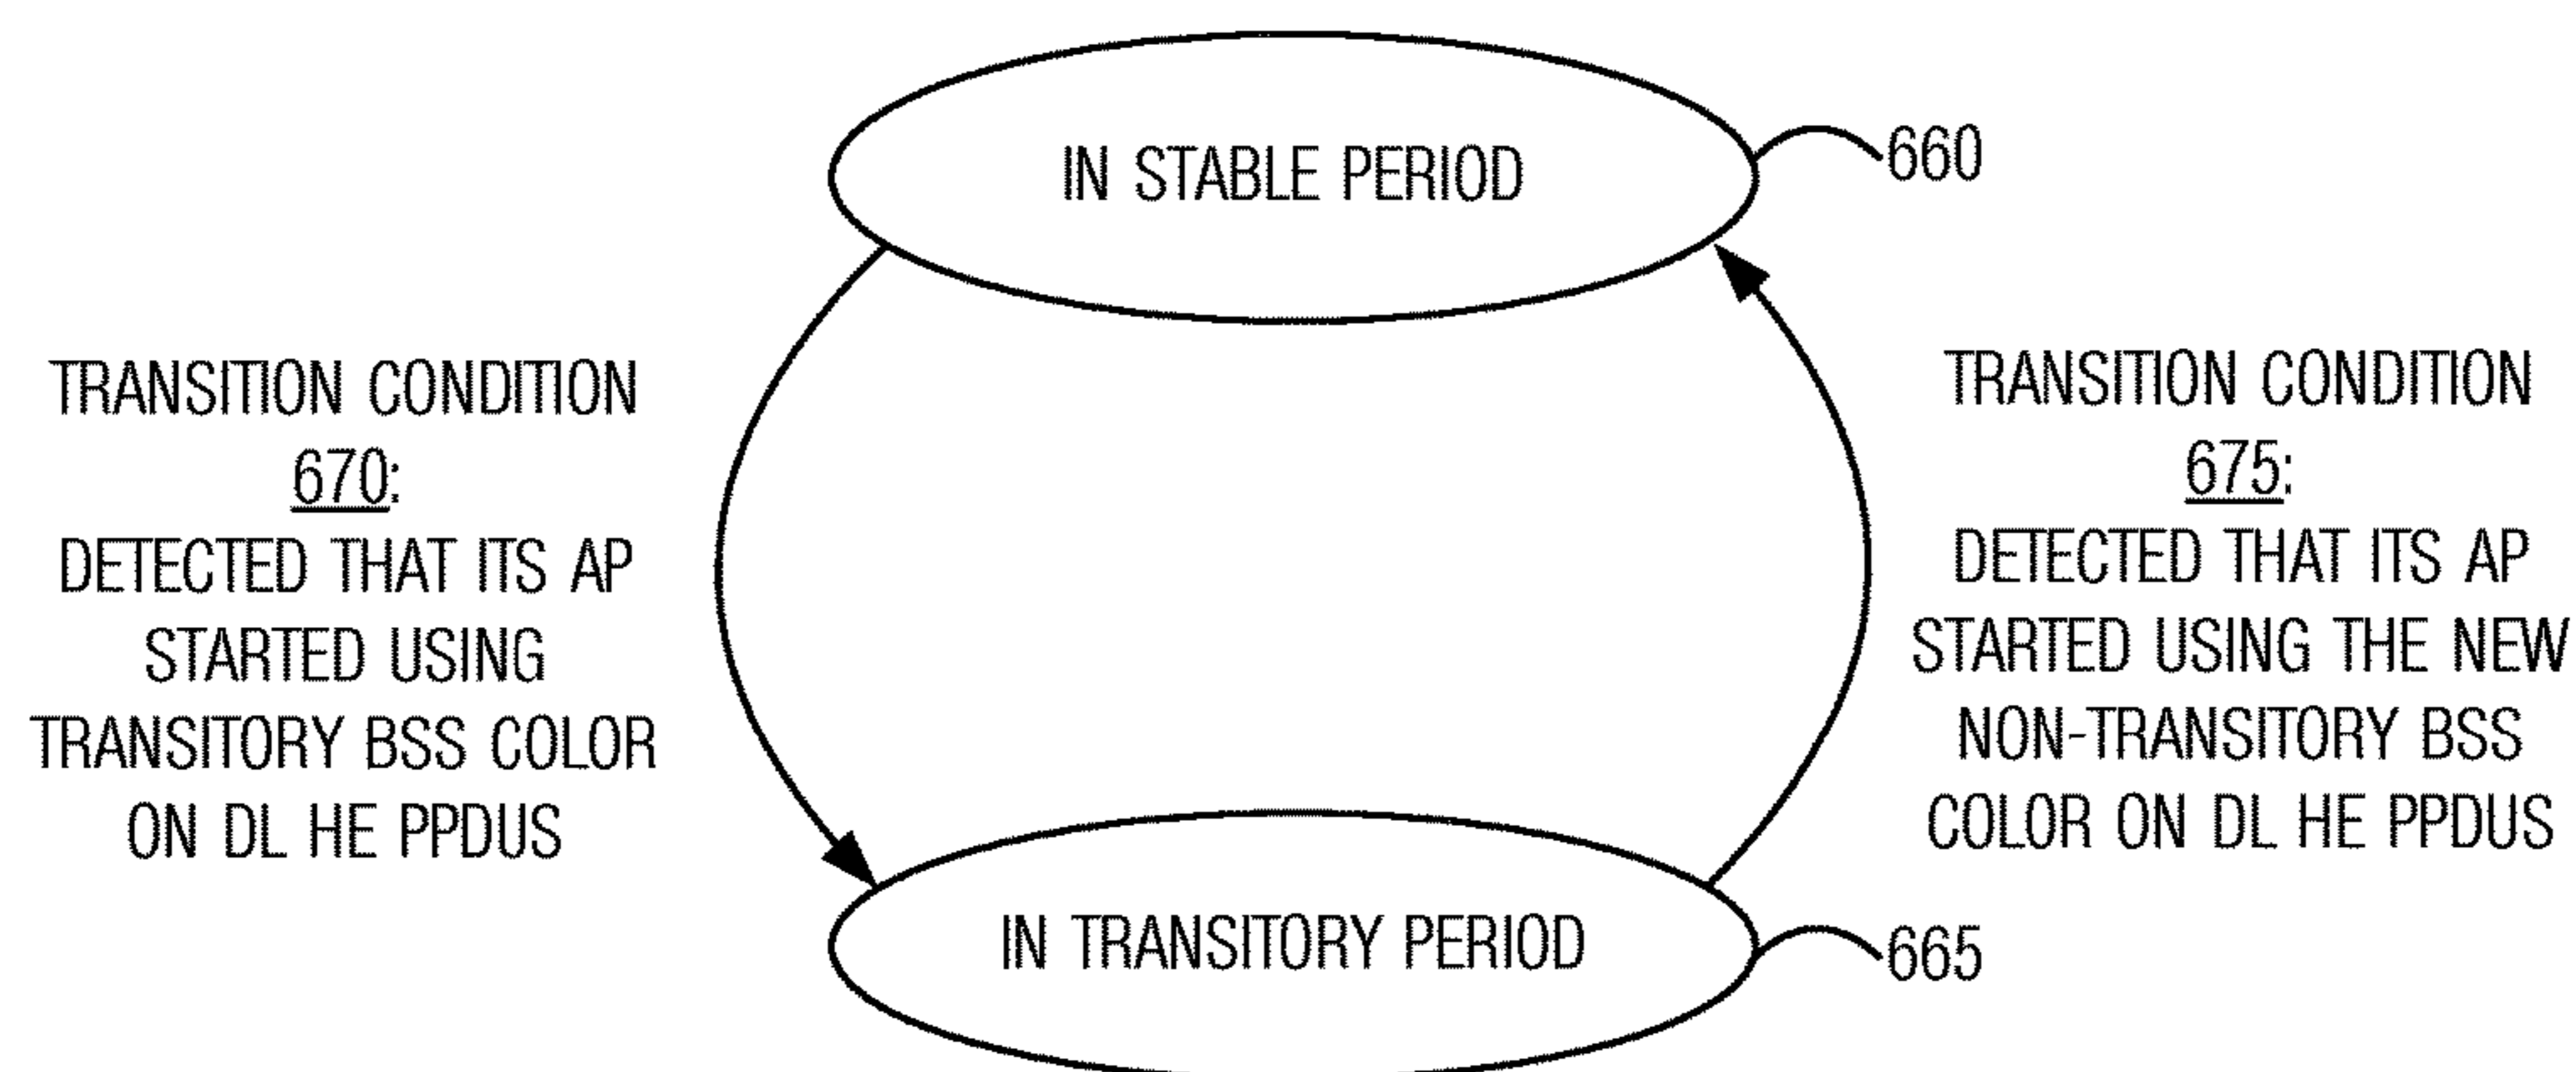 IN STABLE PERIOD
660
TRANSITION CONDITION
670:
DETECTED THAT ITS AP
STARTED USING
TRANSITORY BSS COLOR
ON DL HE PPDUS
TRANSITION CONDITION
675:
DETECTED THAT ITS AP
STARTED USING THE NEW
NON-TRANSITORY BSS
COLOR ON DL HE PPDUS
IN TRANSITORY PERIOD
665